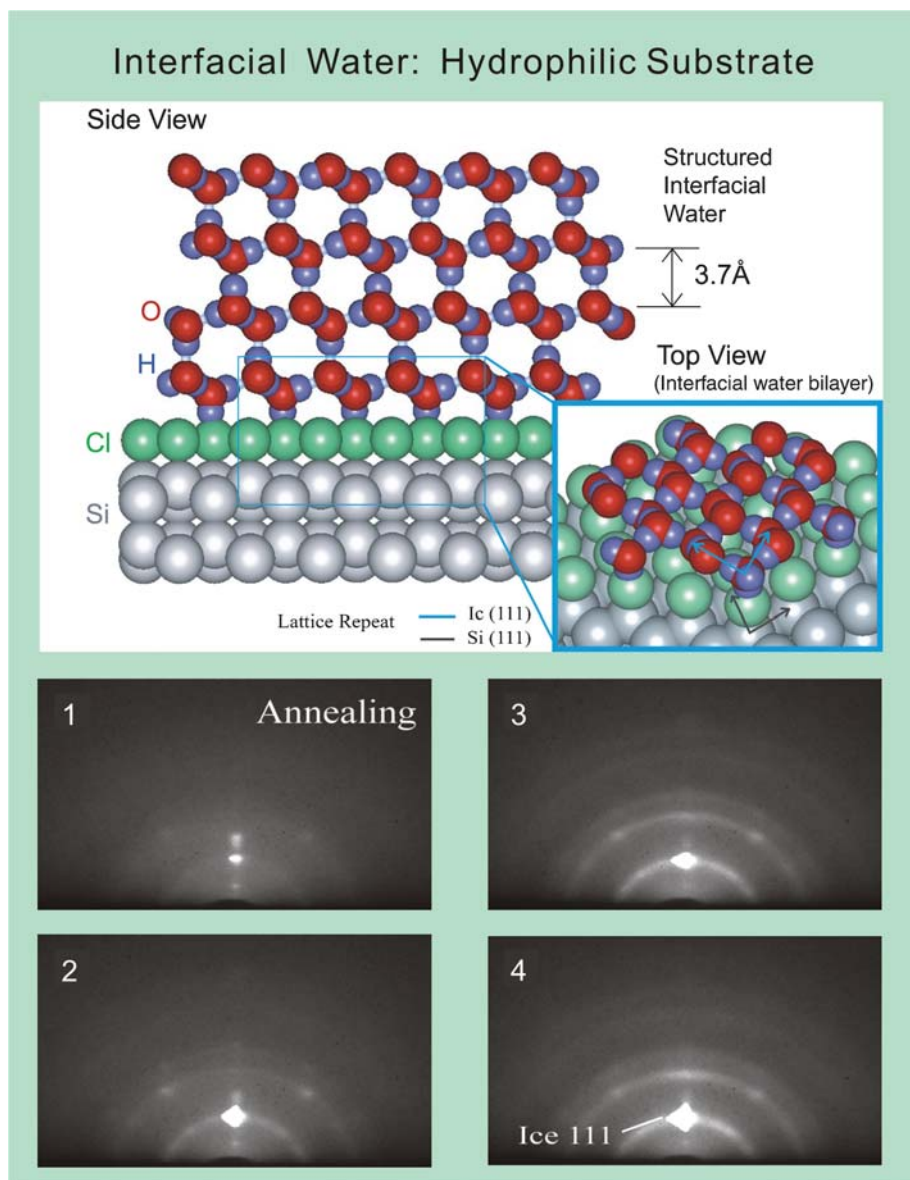 Interfacial Water: Hydrophilic Substrate
Side View
Structured
Interfacial
Water
3.7Å
O
H
Top View
(Interfacial water bilayer)
Cl
Si
Lattice Repeat
Ic (111)
Si (111)
1
Annealing
3
2
4
Ice 111